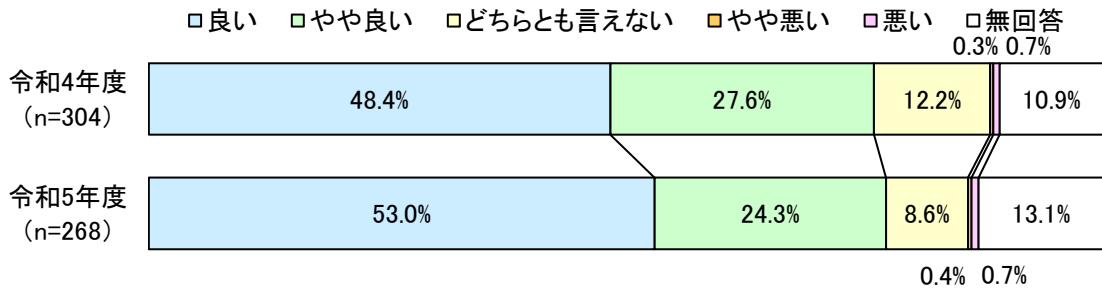 良い やや良い どちらとも言えない やや悪い 悪い 無回答
0.3% 0.7%
令和4年度
（n=304）
48.4% 27.6% 12.2% 10.9%
令和5年度
（n=268）
53.0% 24.3% 8.6% 13.1%
0.4% 0.7%